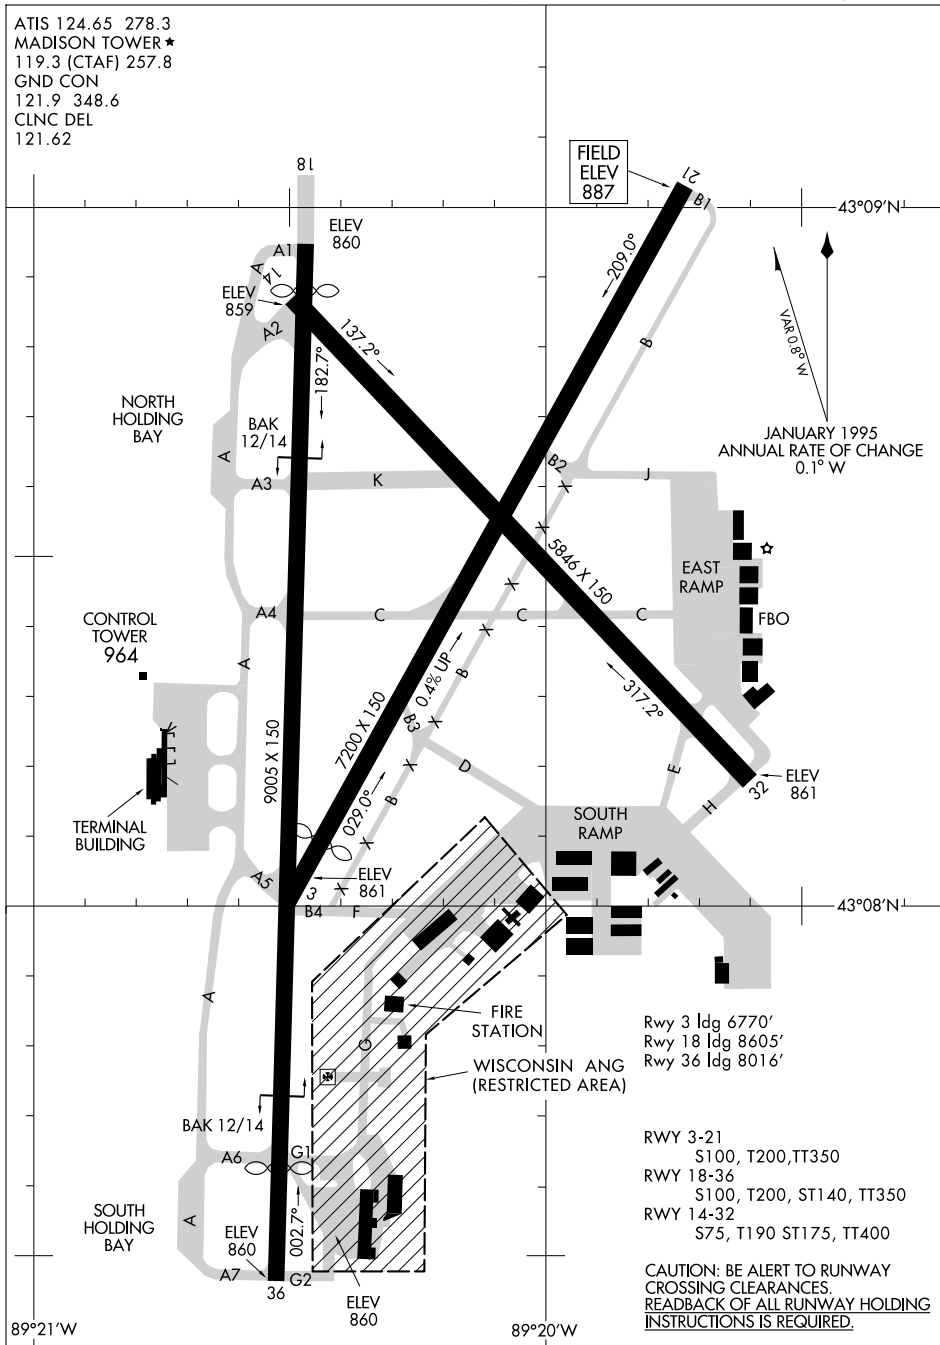 ATIS 124.65 278.3
MADISON TOWER★
119.3 (CTAF) 257.8
GND CON
121.9 348.6
CLNC DEL
121.62
18
FIELD
ELEV
887
21
B1
43°09'N
A1
ELEV
860
A
14
ELEV
859
A2
209.0°
137.2°
182.7°
B
VAR 0.8° W
JANUARY 1995
ANNUAL RATE OF CHANGE
0.1° W
NORTH
HOLDING
BAY
BAK
12/14
A
A3
K
B2
J
X
X
5846 X 150
EAST
RAMP
X
A4
C
C
C
FBO
X
CONTROL
TOWER
964
A
0.4% UP
B
317.2°
B3
X
9005 X 150
7200 X 150
X
D
E
ELEV
861
32
H
029.0°
B
TERMINAL
BUILDING
SOUTH
RAMP
X
A5
3
ELEV
861
X
B4
F
43°08'N
A
FIRE
STATION
G
Rwy 3 ldg 6770'
Rwy 18 ldg 8605'
Rwy 36 ldg 8016'
WISCONSIN ANG
(RESTRICTED AREA)
BAK 12/14
A6
G1
RWY 3-21
S100, T200,TT350
RWY 18-36
S100, T200, ST140, TT350
RWY 14-32
S75, T190 ST175, TT400
SOUTH
HOLDING
BAY
A
002.7°
ELEV
860
A7
36
G2
ELEV
860
CAUTION: BE ALERT TO RUNWAY
CROSSING CLEARANCES.
READBACK OF ALL RUNWAY HOLDING
INSTRUCTIONS IS REQUIRED.
89°21'W
89°20'W